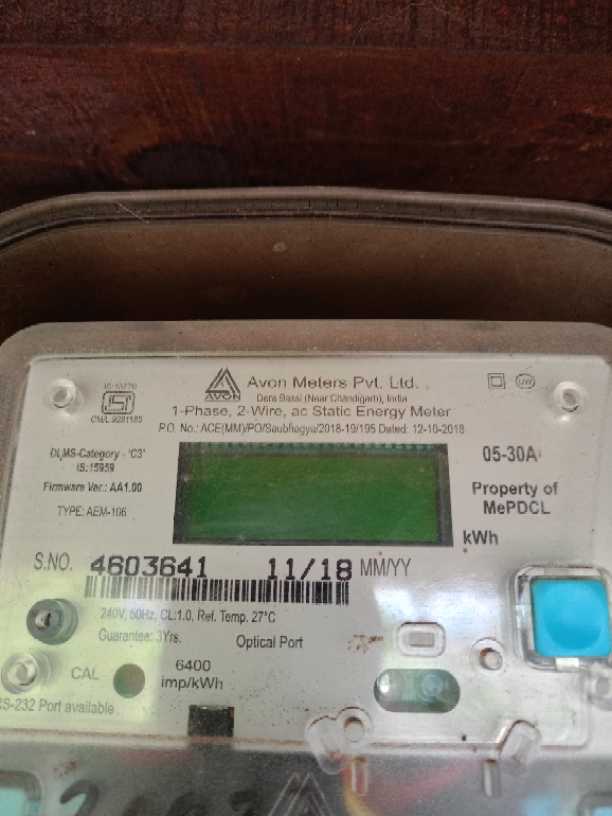 IS:13779
CM/L-9291183
AVON
Avon Meters Pvt. Ltd.
Dera Bassi (Near Chandigarh), India
1-Phase, 2-Wire, ac Static Energy Meter
P.O. No.: ACE(MM)/PO/Saubhagya/2018-19/195 Dated: 12-10-2018
UW
DLMS-Category - 'C3'
IS:15959
Firmware Ver.: AA1.00
TYPE: AEM-106
05-30A
Property of
MePDCL
kWh
S.NO. 4603641 11/18 MM/YY
240V, 50Hz, CL:1.0, Ref. Temp. 27°C
Guarantee: 3Yrs. Optical Port
CAL 6400
imp/kWh
RS-232 Port available